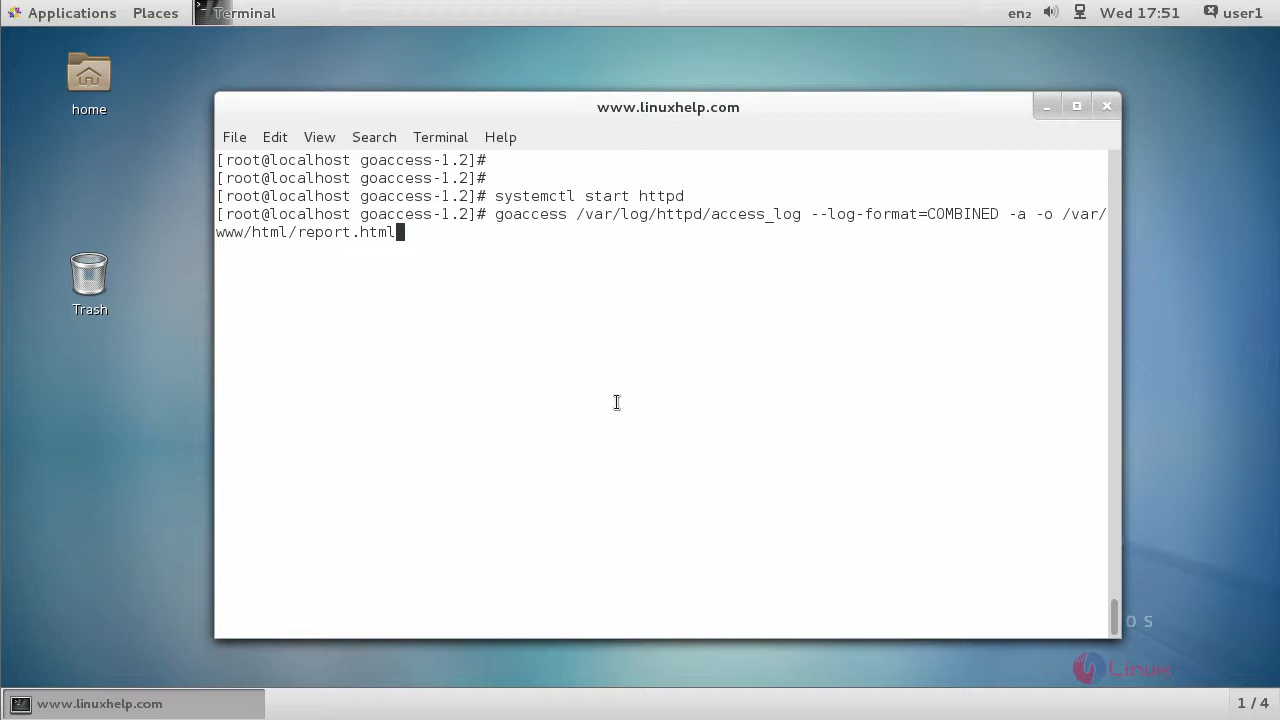 Applications Places Terminal en₂ Wed 17:51 user1
home
Trash
www.linuxhelp.com
File Edit View Search Terminal Help
[root@localhost goaccess-1.2]#
[root@localhost goaccess-1.2]#
[root@localhost goaccess-1.2]# systemctl start httpd
[root@localhost goaccess-1.2]# goaccess /var/log/httpd/access_log --log-format=COMBINED -a -o /var/
www/html/report.html
O S
Linux
www.linuxhelp.com 1 / 4